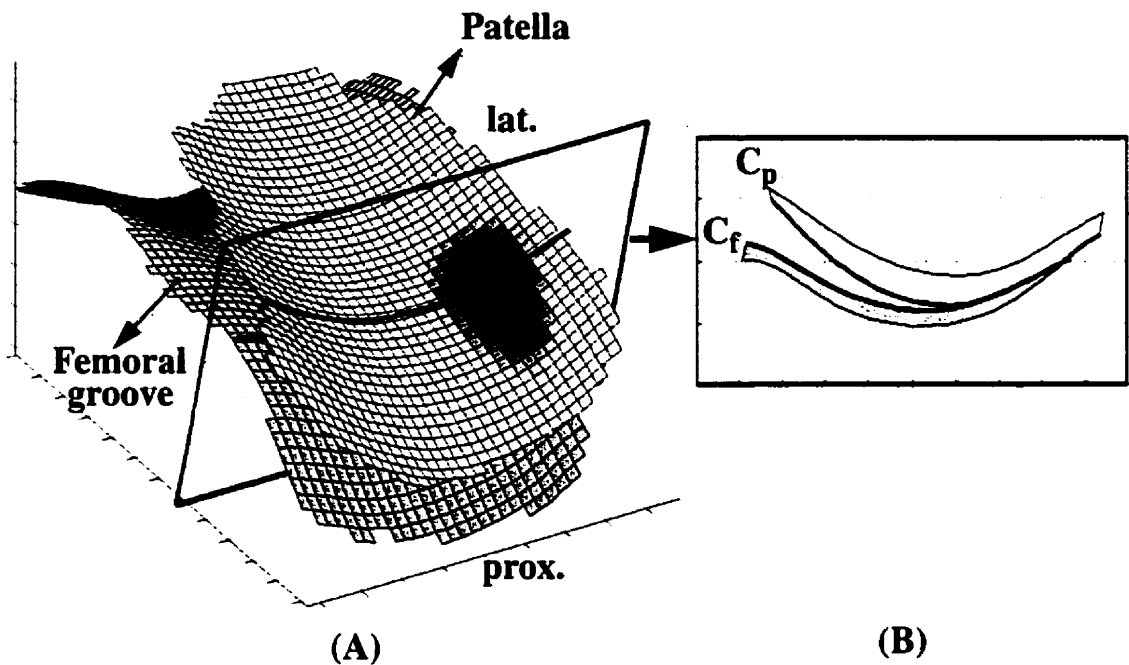 Patella
lat.
Femoral
groove
prox.
(A)
Cp
Cf
(B)